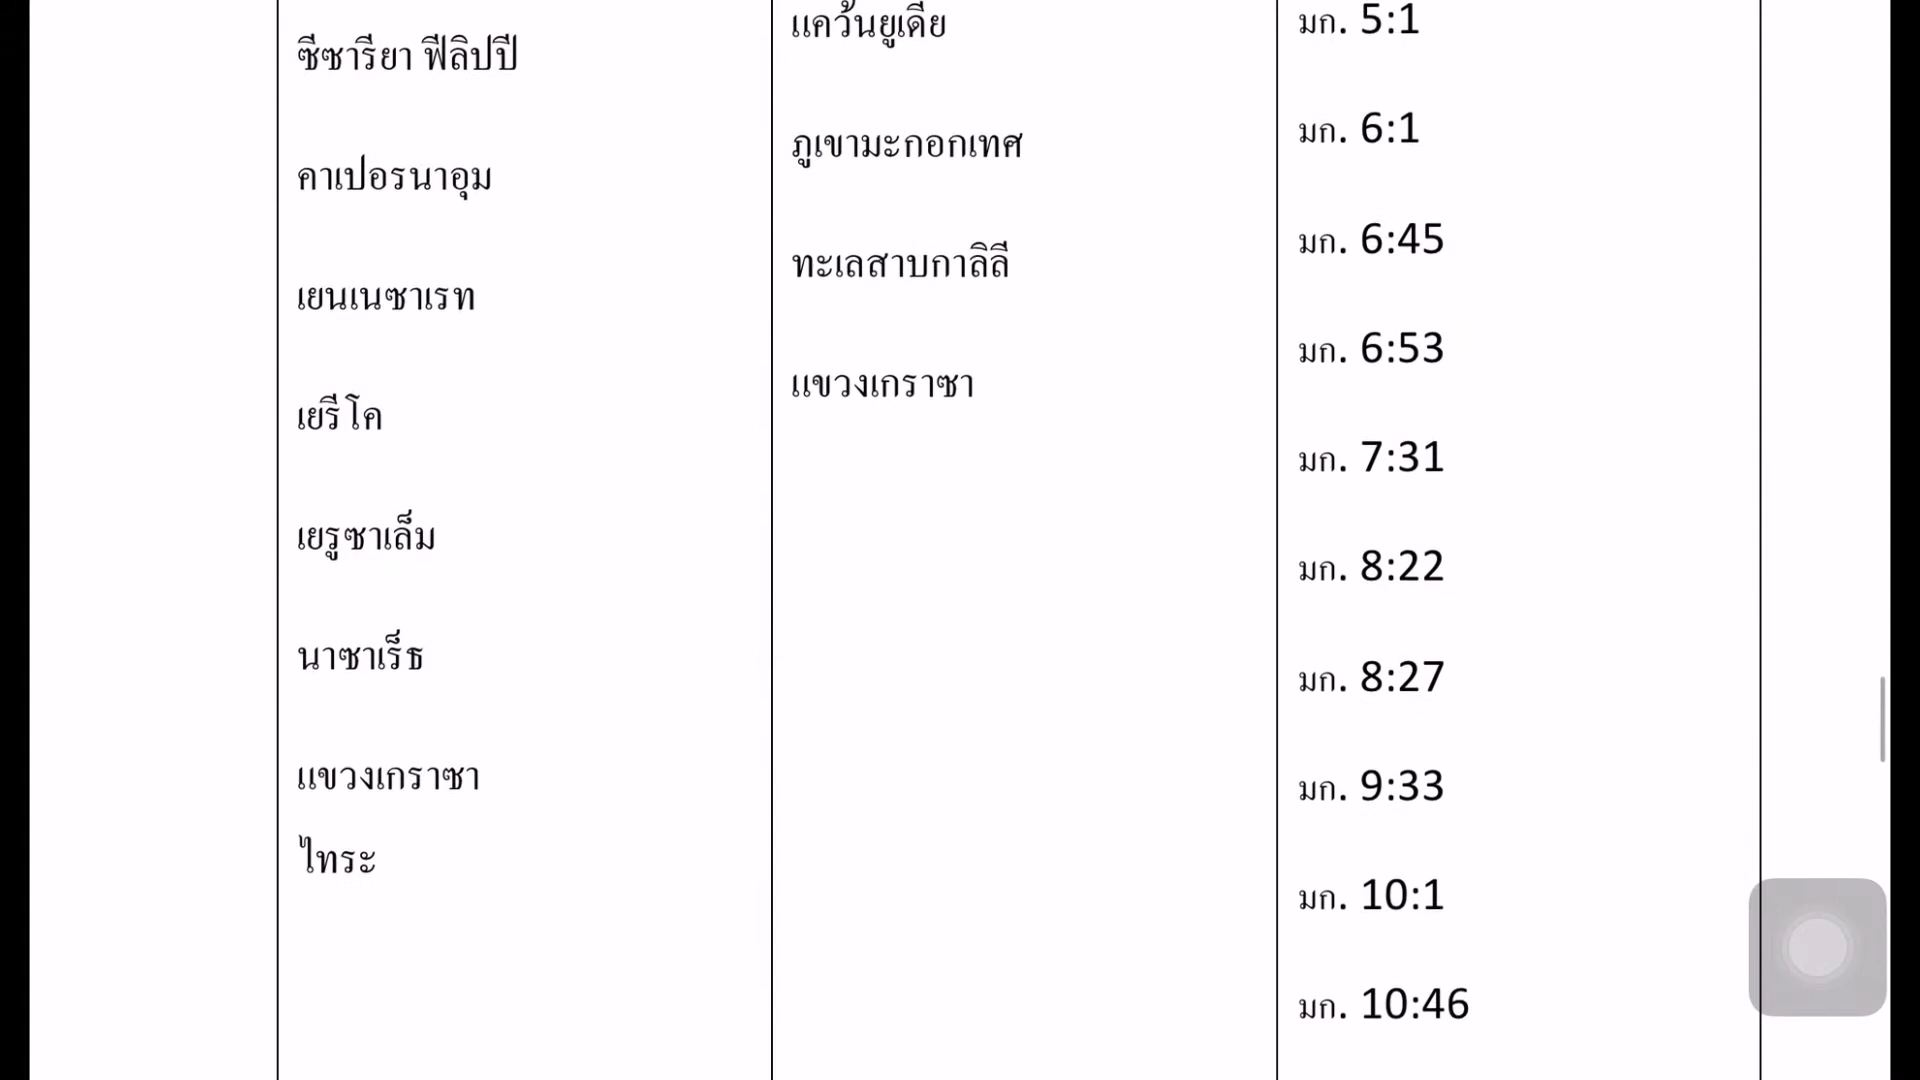 ซีซารียา ฟีลิปปี
คาเปอรนาอุม
เยนเนซาเรท
เยรีโค
เยรูซาเล็ม
นาซาเร็ธ
แขวงเกราซา
ไทระ
แคว้นยูเดีย
ภูเขามะกอกเทศ
ทะเลสาบกาลิลี
แขวงเกราซา
มก. 5:1
มก. 6:1
มก. 6:45
มก. 6:53
มก. 7:31
มก. 8:22
มก. 8:27
มก. 9:33
มก. 10:1
มก. 10:46